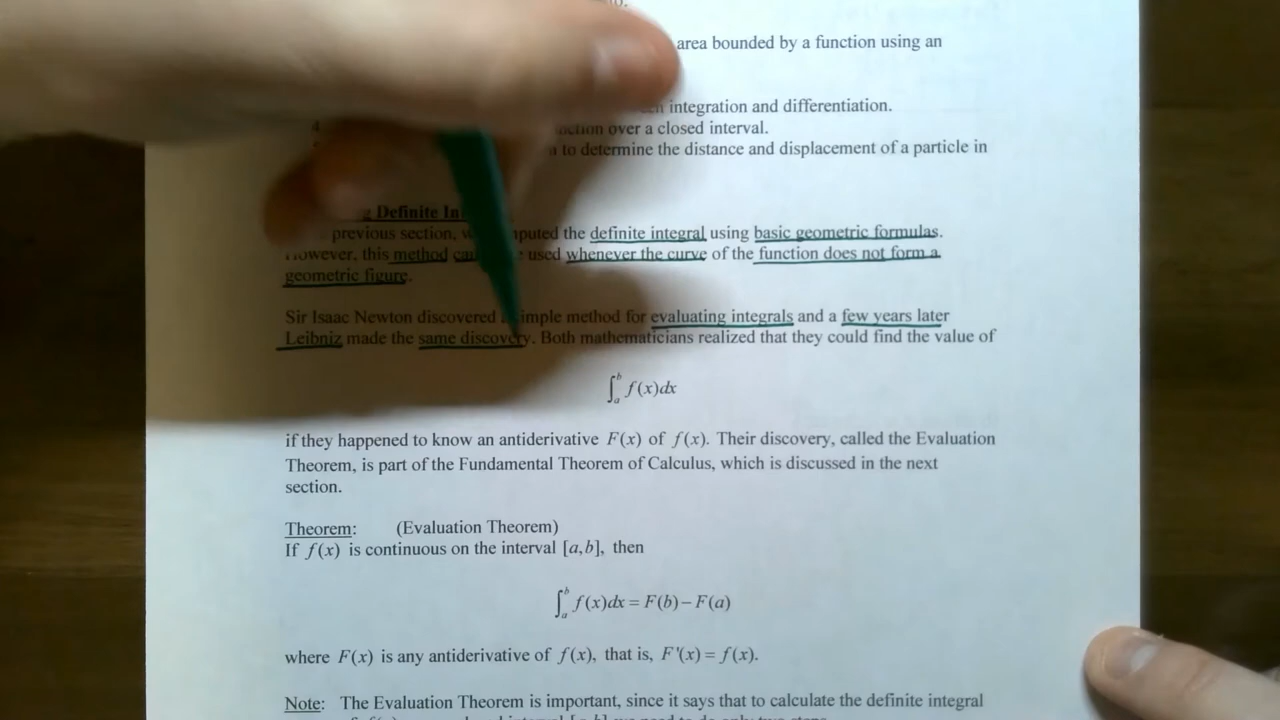 area bounded by a function using an
integration and differentiation.
over a closed interval.
to determine the distance and displacement of a particle in
Definite
previous section, the definite integral using basic geometric formulas.
However, this method used whenever the curve of the function does not form a
geometric figure.
Sir Isaac Newton discovered simple method for evaluating integrals and a few years later
Leibniz made the same discovery. Both mathematicians realized that they could find the value of
∫_a^b f(x)dx
if they happened to know an antiderivative F(x) of f(x). Their discovery, called the Evaluation
Theorem, is part of the Fundamental Theorem of Calculus, which is discussed in the next
section.
Theorem: (Evaluation Theorem)
If f(x) is continuous on the interval [a,b], then
∫_a^b f(x)dx = F(b) − F(a)
where F(x) is any antiderivative of f(x), that is, F'(x) = f(x).
Note: The Evaluation Theorem is important, since it says that to calculate the definite integral